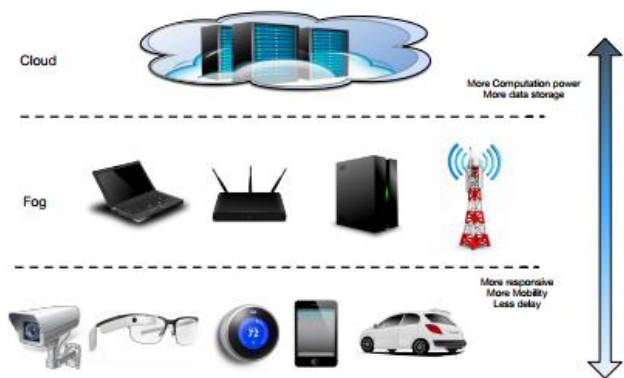 Cloud
More Computation power
More data storage
Fog
More responsive
More Mobility
Less delay
72